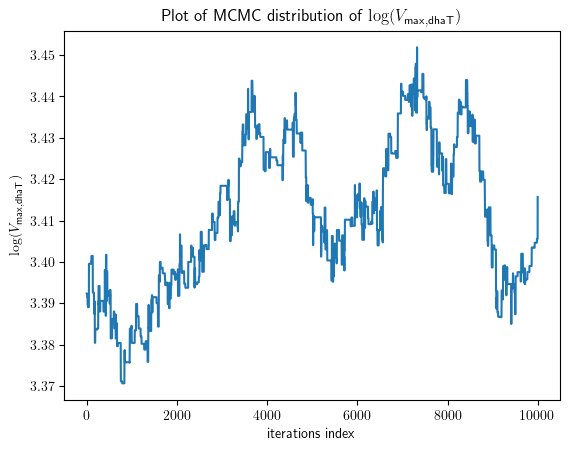 Plot of MCMC distribution of log(V_max,dhaT)
log(V_max,dhaT)
3.45
3.44
3.43
3.42
3.41
3.40
3.39
3.38
3.37
0 2000 4000 6000 8000 10000
iterations index